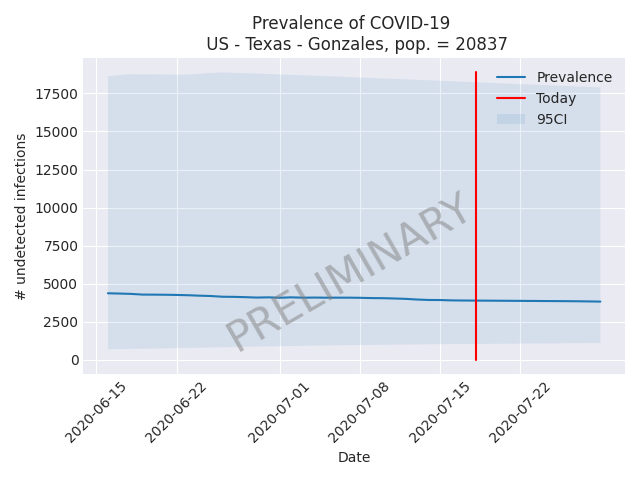 Prevalence of COVID-19
US - Texas - Gonzales, pop. = 20837
Prevalence
Today
95CI
17500
15000
12500
10000
7500
5000
2500
0
# undetected infections
PRELIMINARY
2020-06-15
2020-06-22
2020-07-01
2020-07-08
2020-07-15
2020-07-22
Date